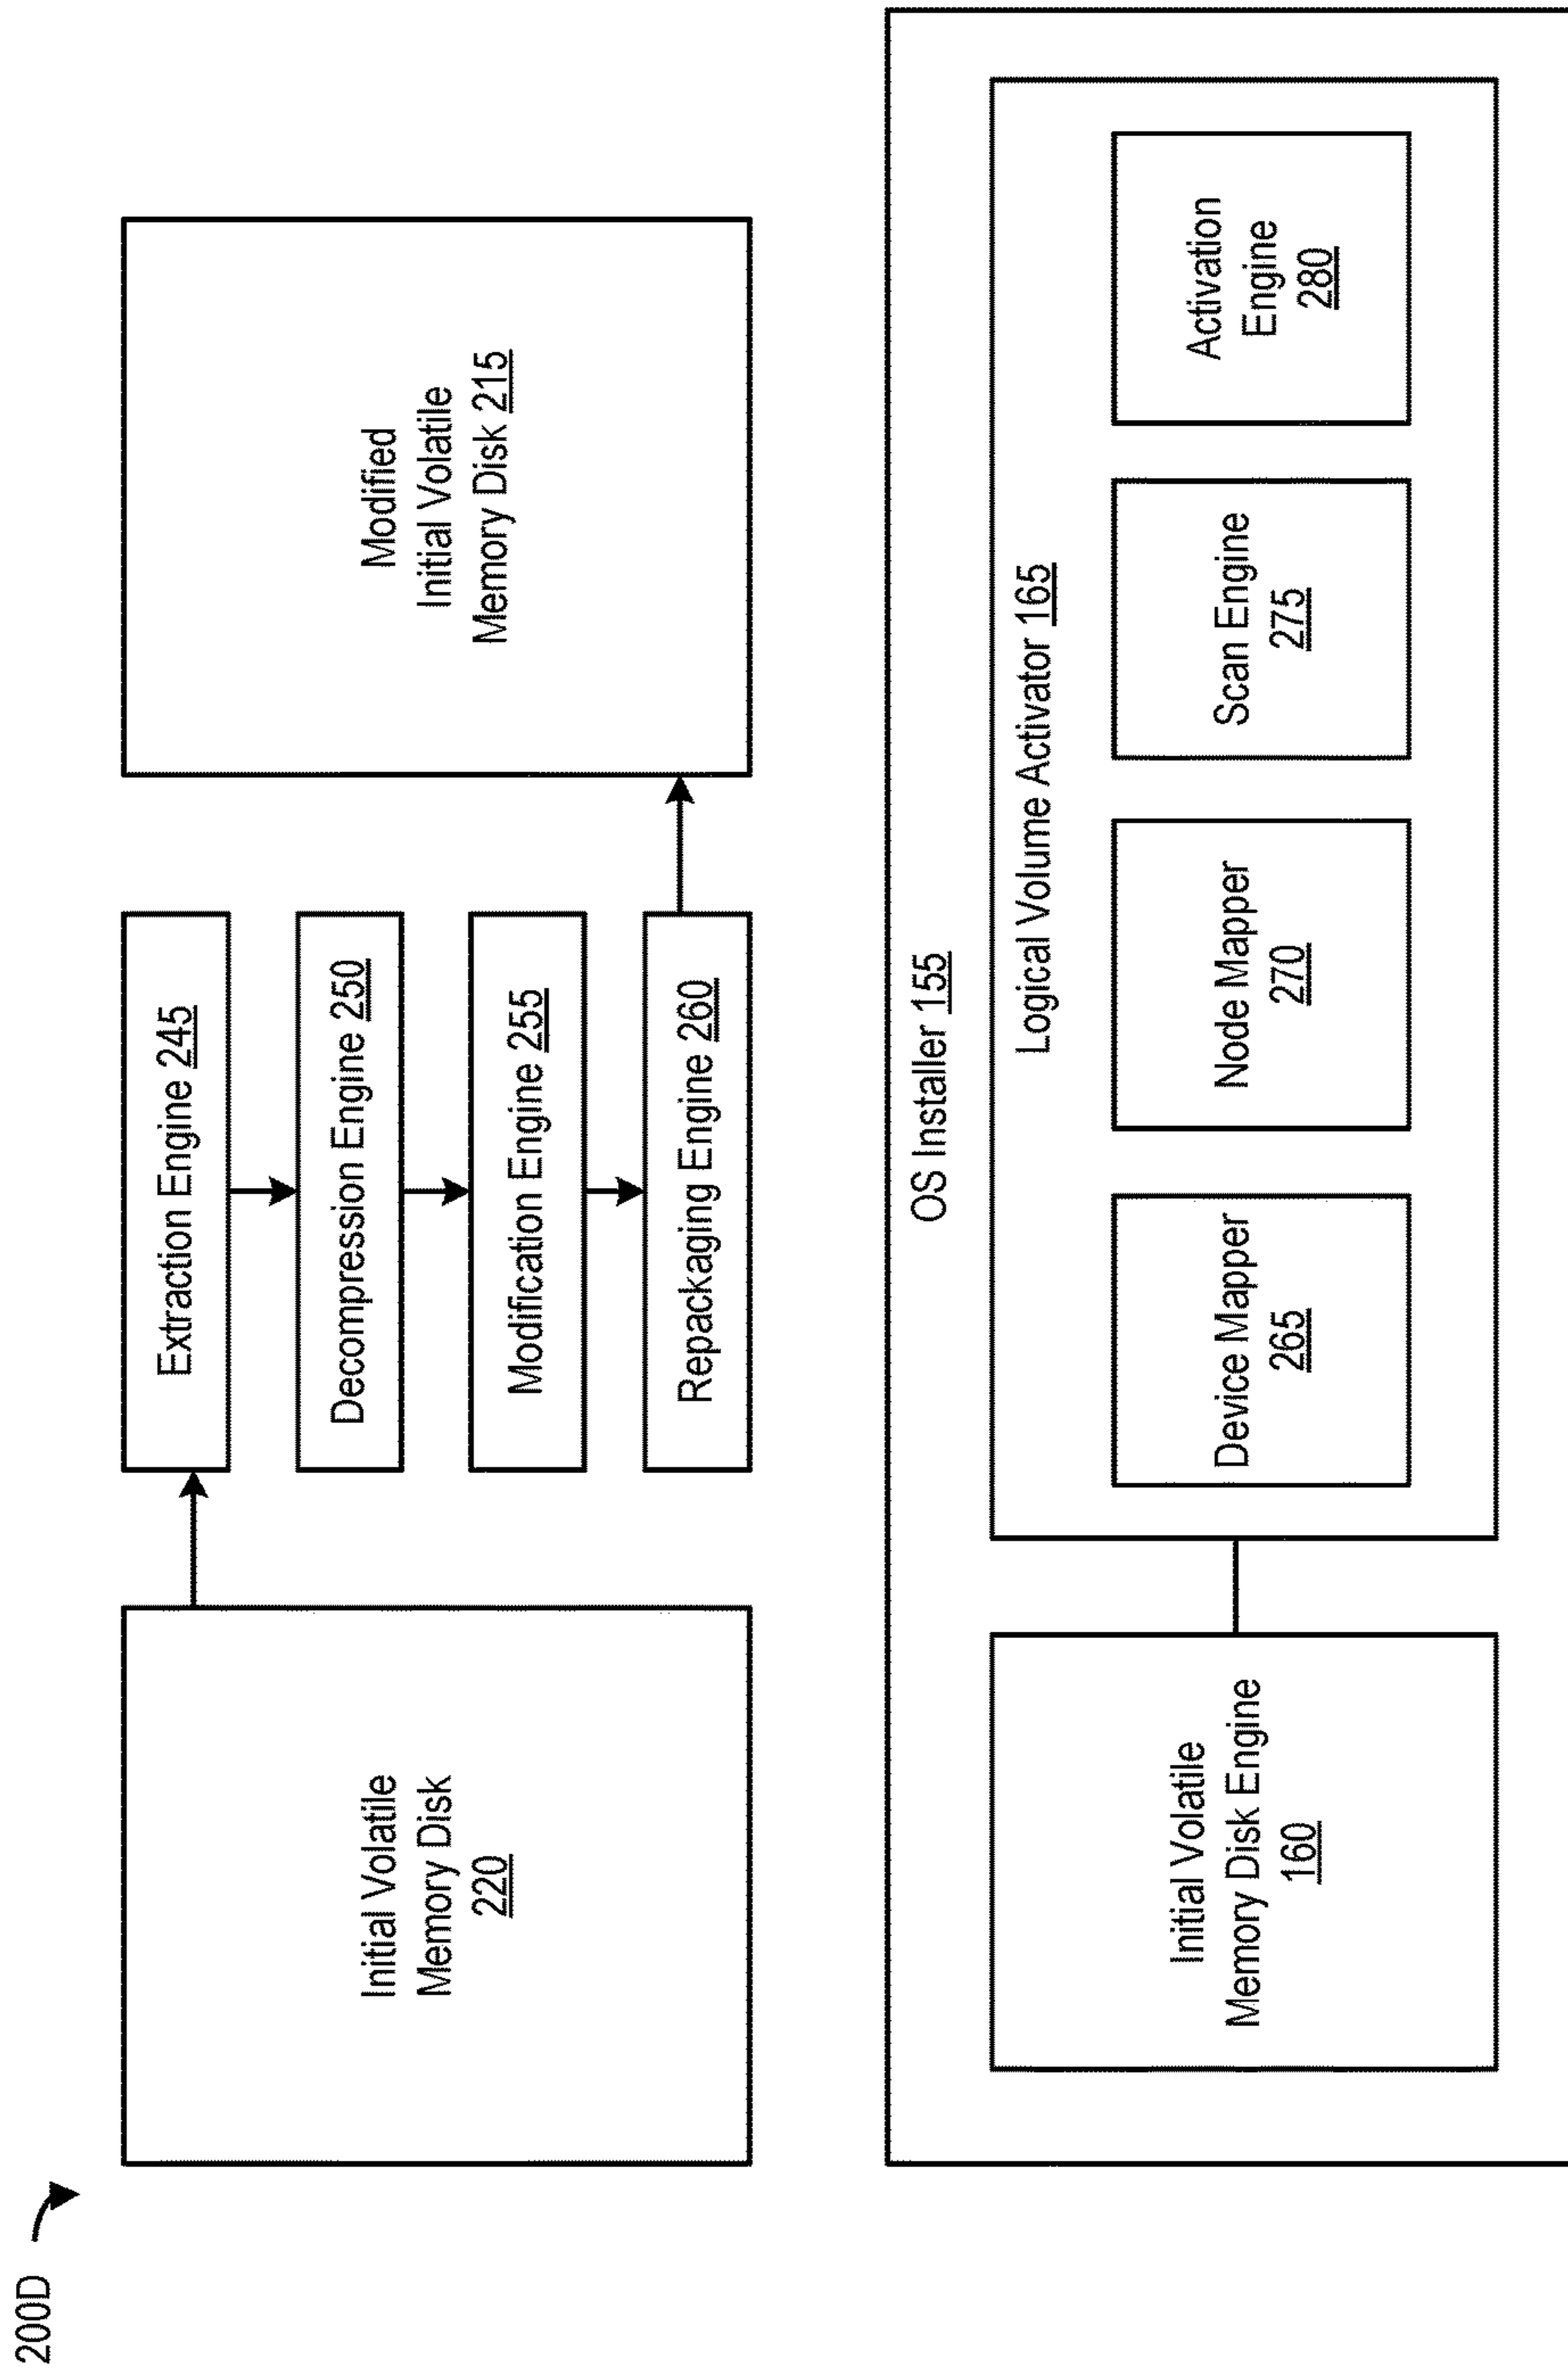 200D
Initial Volatile
Memory Disk
220
Extraction Engine 245
Decompression Engine 250
Modification Engine 255
Repackaging Engine 260
Modified
Initial Volatile
Memory Disk 215
OS Installer 155
Initial Volatile
Memory Disk Engine
160
Logical Volume Activator 165
Device Mapper
265
Node Mapper
270
Scan Engine
275
Activation
Engine
280